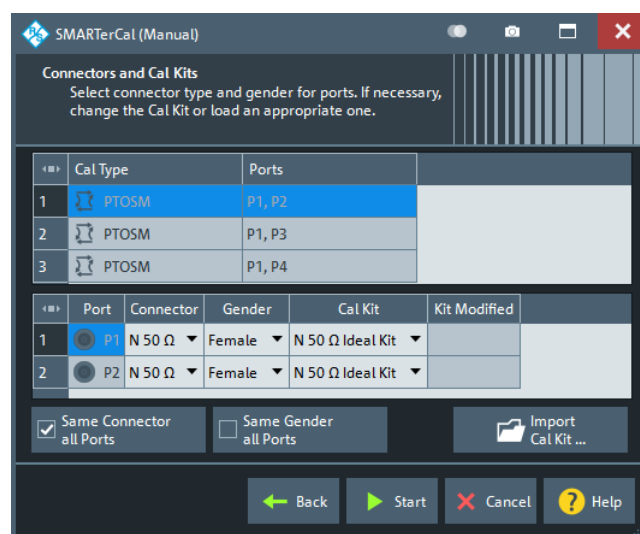 R&S SMARTerCal (Manual)
Connectors and Cal Kits
Select connector type and gender for ports. If necessary,
change the Cal Kit or load an appropriate one.
Cal Type Ports
1 PTOSM P1, P2
2 PTOSM P1, P3
3 PTOSM P1, P4
Port Connector Gender Cal Kit Kit Modified
1 P1 N 50 Ω Female N 50 Ω Ideal Kit
2 P2 N 50 Ω Female N 50 Ω Ideal Kit
Same Connector
all Ports
Same Gender
all Ports
Import
Cal Kit ...
Back Start Cancel ? Help